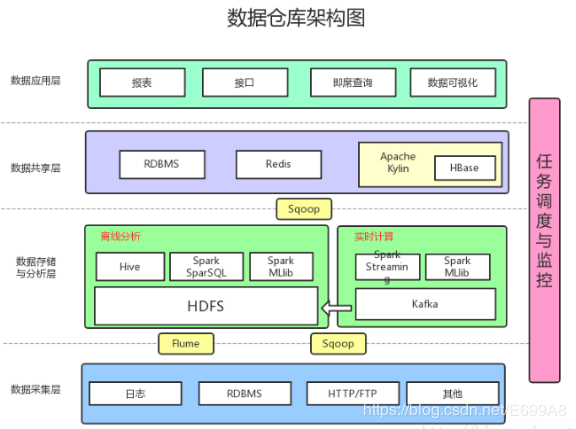 数据仓库架构图
数据应用层
报表
接口
即席查询
数据可视化
数据共享层
RDBMS
Redis
Apache
Kylin
HBase
Sqoop
数据存储
与分析层
离线分析
Hive
Spark
SparSQL
Spark
MLlib
HDFS
实时计算
Spark
Streamin
g
Spark
MLlib
Kafka
Flume
Sqoop
数据采集层
日志
RDBMS
HTTP/FTP
其他
任务调度与监控
https://blog.csdn.net/E699A8